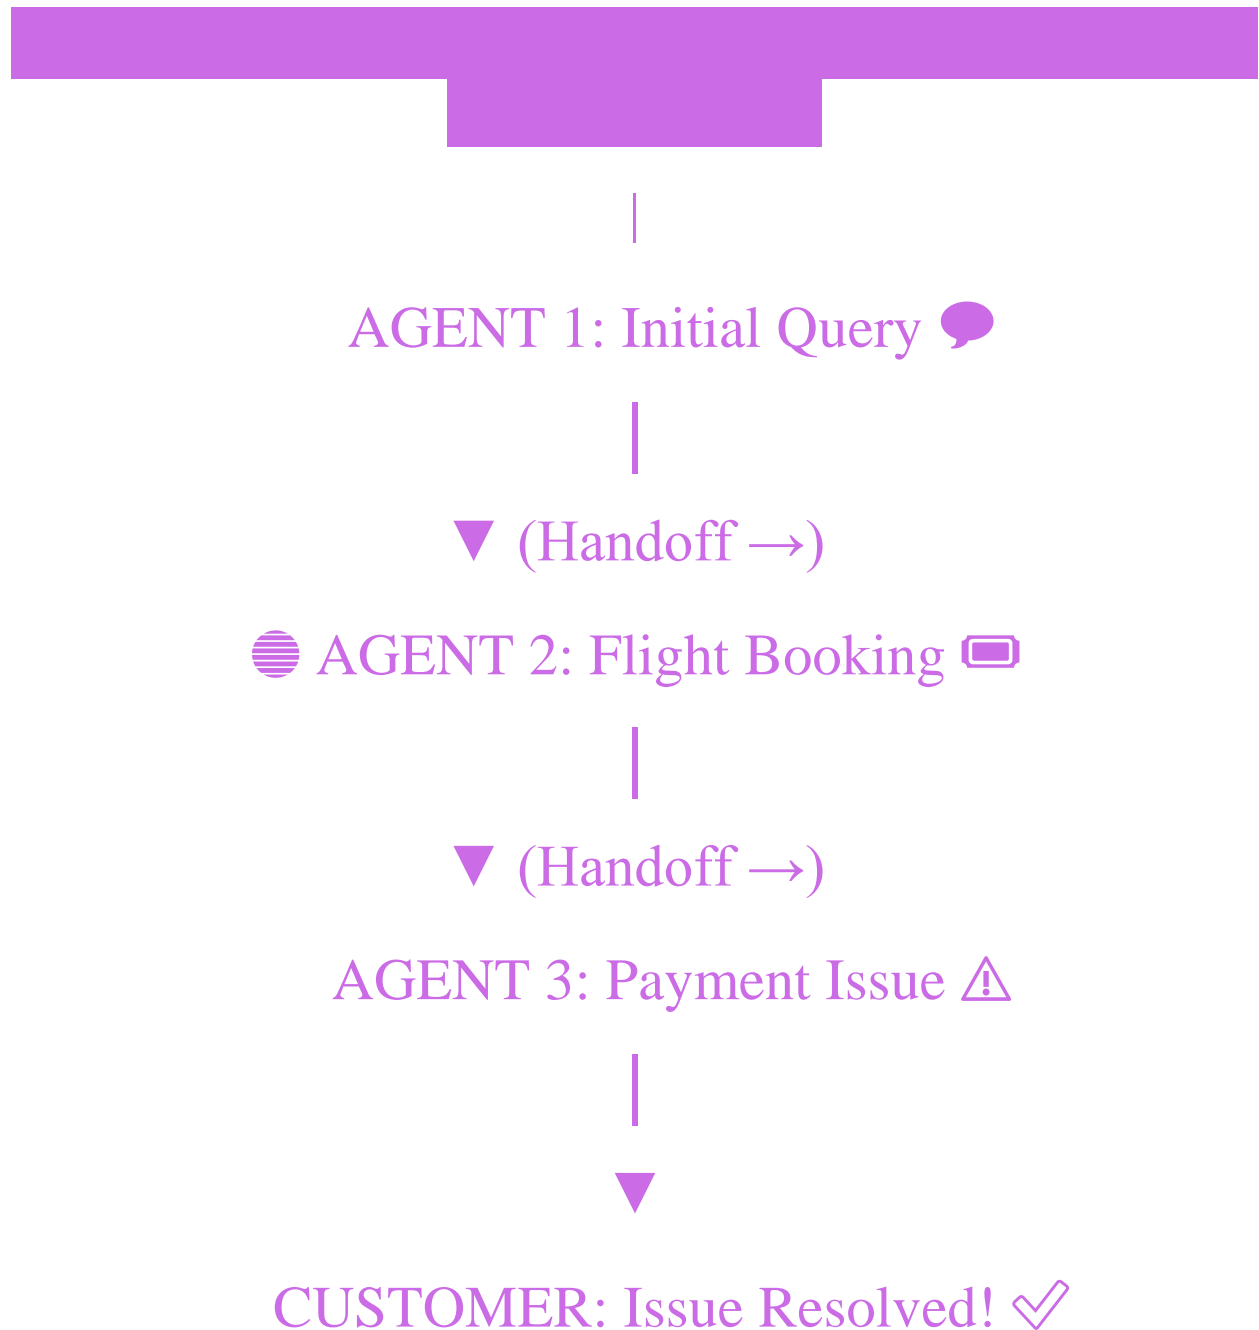 AGENT 1: Initial Query 
▼ (Handoff →)
AGENT 2: Flight Booking
▼ (Handoff →)
AGENT 3: Payment Issue ⚠
▼
CUSTOMER: Issue Resolved! ✓